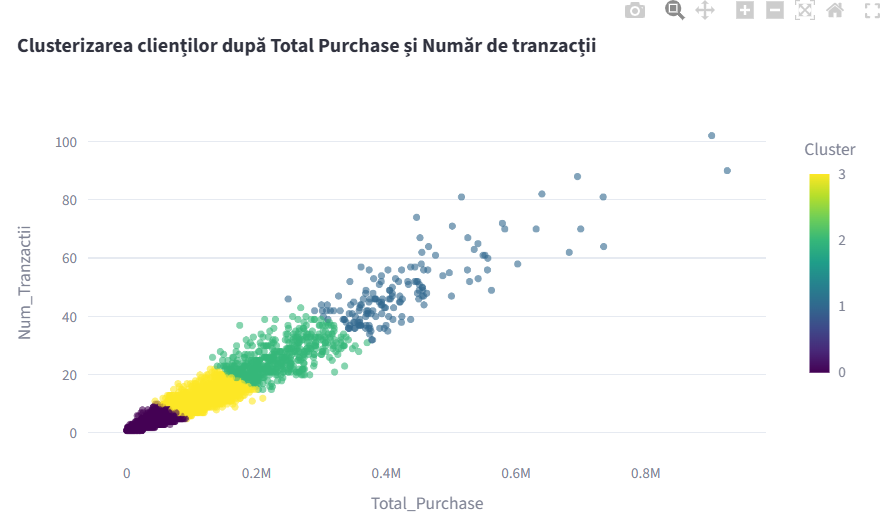 Clusterizarea clienților după Total Purchase și Număr de tranzacții
Cluster
3
2
1
0
Num_Tranzactii
100
80
60
40
20
0
0
0.2M
0.4M
0.6M
0.8M
Total_Purchase